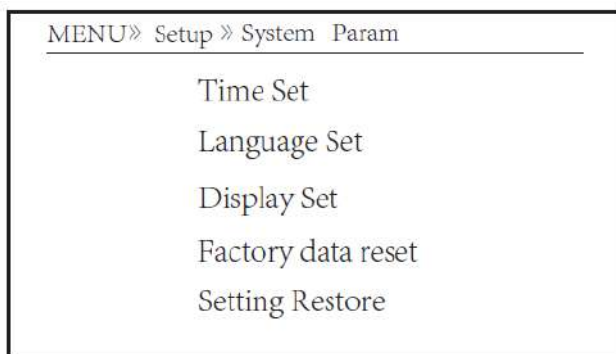 MENU» Setup » System Param
Time Set
Language Set
Display Set
Factory data reset
Setting Restore